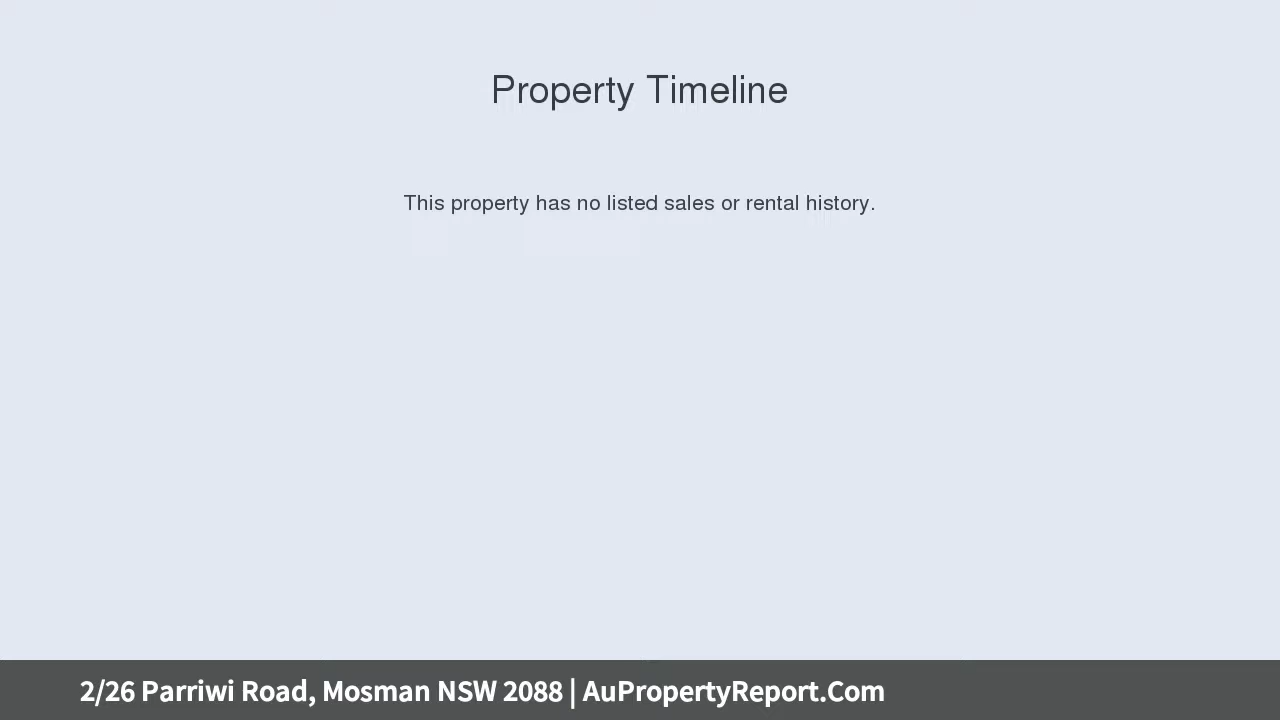 Property Timeline
This property has no listed sales or rental history.
2/26 Parriwi Road, Mosman NSW 2088 | AuPropertyReport.Com